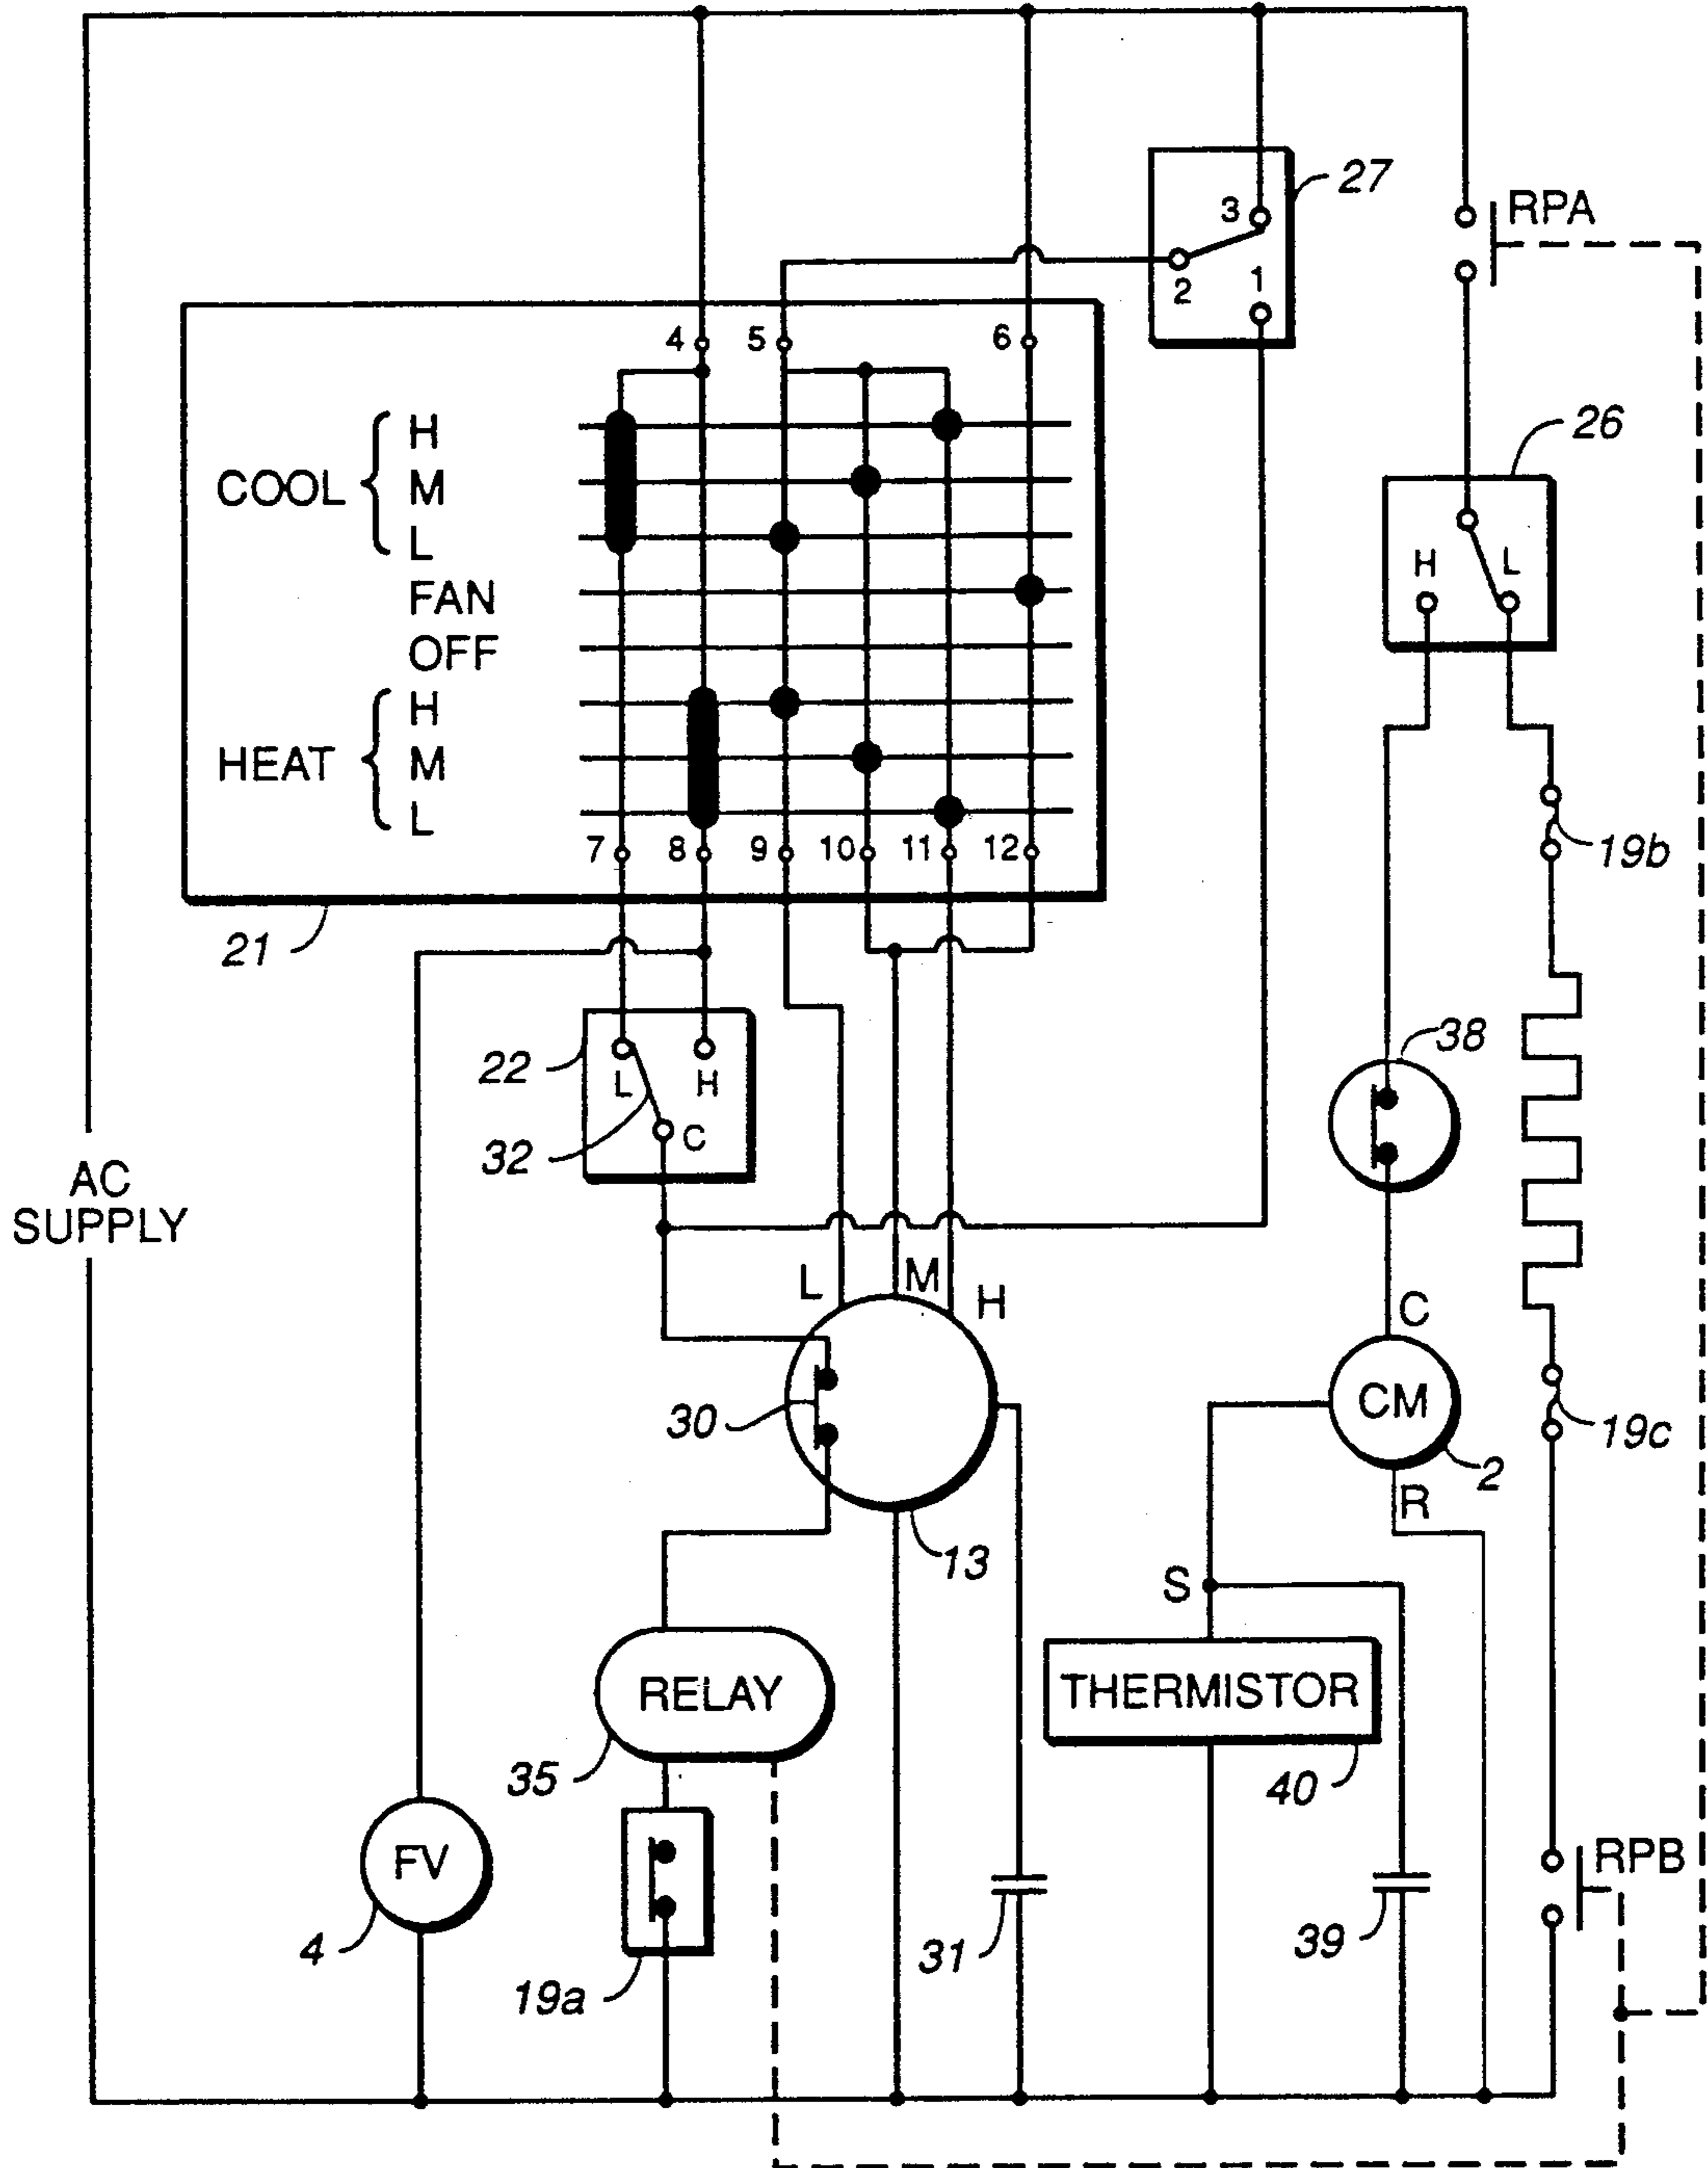 27
RPA
3
2
1
4
5
6
26
COOL { H
M
L
FAN
OFF
HEAT { H
M
L
H
L
7
8
9
10
11
12
19b
21
22
L
H
32
C
38
AC
SUPPLY
L
M
H
C
30
CM
19c
2
R
13
S
RELAY
THERMISTOR
35
40
FV
RPB
4
19a
31
39